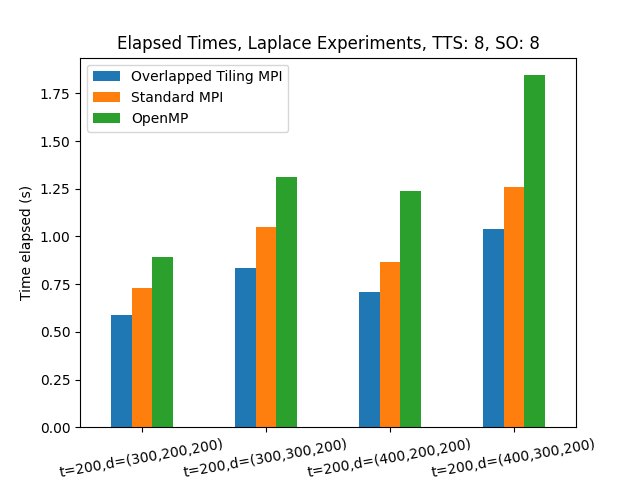 Elapsed Times, Laplace Experiments, TTS: 8, SO: 8
Overlapped Tiling MPI
Standard MPI
OpenMP
Time elapsed (s)
1.75
1.50
1.25
1.00
0.75
0.50
0.25
0.00
t=200,d=(300,200,200)
t=200,d=(300,300,200)
t=200,d=(400,200,200)
t=200,d=(400,300,200)